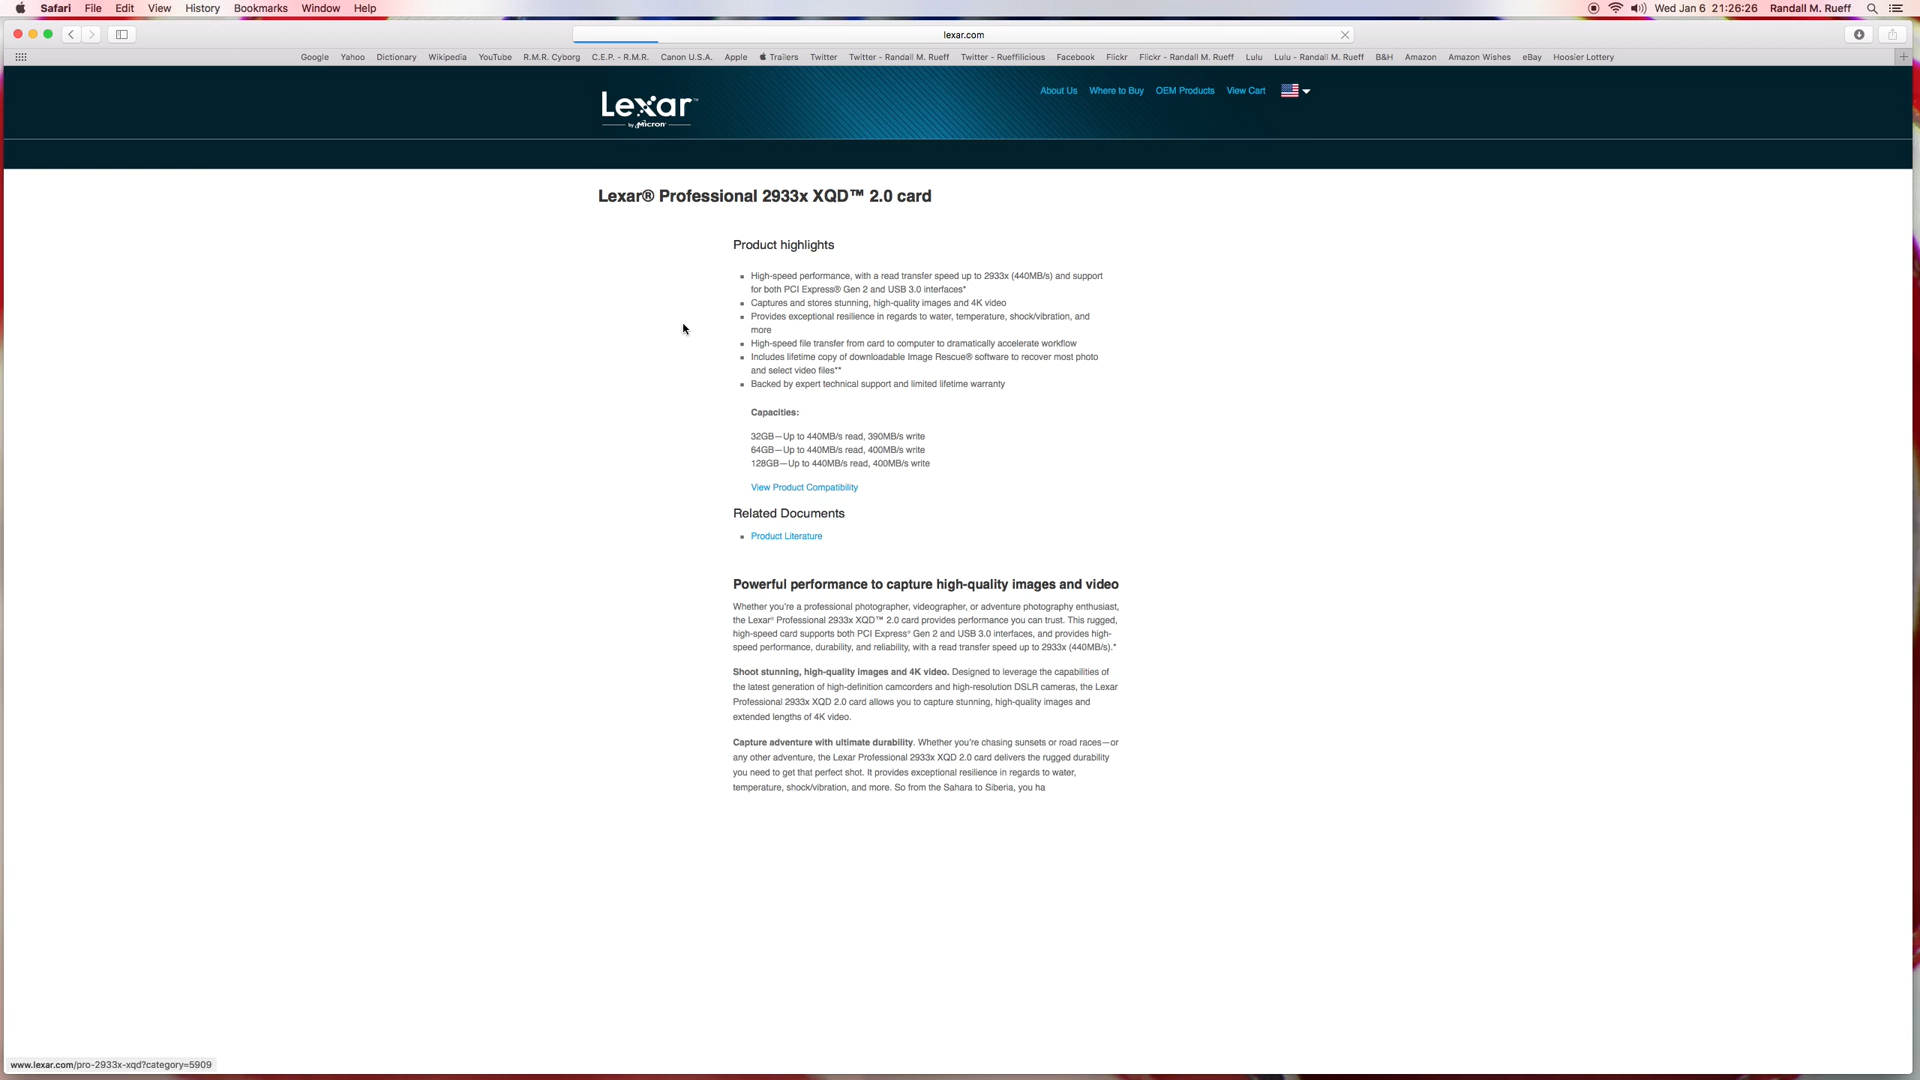 Safari File Edit View History Bookmarks Window Help Wed Jan 6 21:26:26 Randall M. Rueff
lexar.com
Google Yahoo Dictionary Wikipedia YouTube R.M.R. Cyborg C.E.P. - R.M.R. Canon U.S.A. Apple Trailers Twitter Twitter - Randall M. Rueff Twitter - Rueffilicious Facebook Flickr Flickr - Randall M. Rueff Lulu Lulu - Randall M. Rueff B&H Amazon Amazon Wishes eBay Hoosier Lottery
Lexar™
by Micron
About Us Where to Buy OEM Products View Cart
Lexar® Professional 2933x XQD™ 2.0 card
Product highlights
High-speed performance, with a read transfer speed up to 2933x (440MB/s) and support
for both PCI Express® Gen 2 and USB 3.0 interfaces*
Captures and stores stunning, high-quality images and 4K video
Provides exceptional resilience in regards to water, temperature, shock/vibration, and
more
High-speed file transfer from card to computer to dramatically accelerate workflow
Includes lifetime copy of downloadable Image Rescue® software to recover most photo
and select video files**
Backed by expert technical support and limited lifetime warranty
Capacities:
32GB—Up to 440MB/s read, 390MB/s write
64GB—Up to 440MB/s read, 400MB/s write
128GB—Up to 440MB/s read, 400MB/s write
View Product Compatibility
Related Documents
Product Literature
Powerful performance to capture high-quality images and video
Whether you're a professional photographer, videographer, or adventure photography enthusiast,
the Lexar® Professional 2933x XQD™ 2.0 card provides performance you can trust. This rugged,
high-speed card supports both PCI Express® Gen 2 and USB 3.0 interfaces, and provides high-
speed performance, durability, and reliability, with a read transfer speed up to 2933x (440MB/s).*
Shoot stunning, high-quality images and 4K video. Designed to leverage the capabilities of
the latest generation of high-definition camcorders and high-resolution DSLR cameras, the Lexar
Professional 2933x XQD 2.0 card allows you to capture stunning, high-quality images and
extended lengths of 4K video.
Capture adventure with ultimate durability. Whether you're chasing sunsets or road races—or
any other adventure, the Lexar Professional 2933x XQD 2.0 card delivers the rugged durability
you need to get that perfect shot. It provides exceptional resilience in regards to water,
temperature, shock/vibration, and more. So from the Sahara to Siberia, you ha
www.lexar.com/pro-2933x-xqd?category=5909